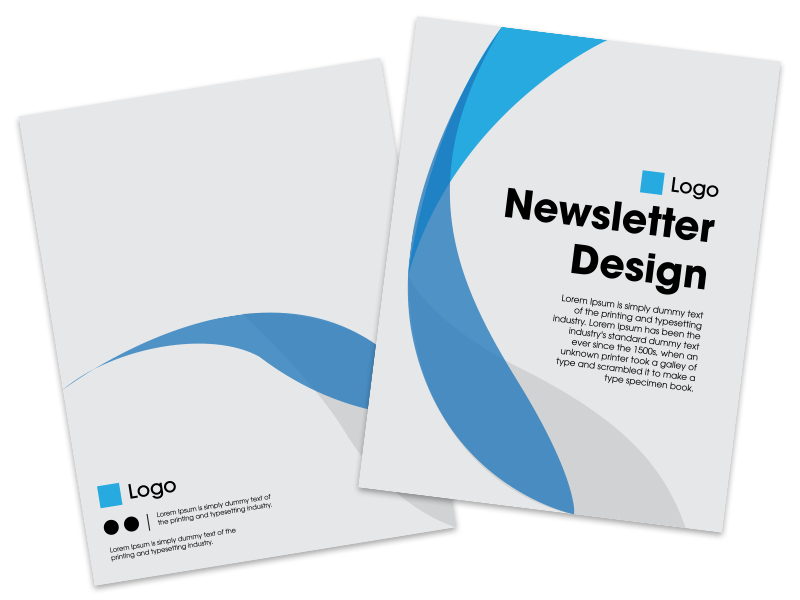 Logo
Newsletter
Design
Lorem Ipsum is simply dummy text
of the printing and typesetting
industry. Lorem Ipsum has been the
industry's standard dummy text
ever since the 1500s, when an
unknown printer took a galley of
type and scrambled it to make a
type specimen book.
Logo
Lorem Ipsum is simply dummy text of
the printing and typesetting industry.
Lorem Ipsum is simply dummy text of the
printing and typesetting industry.